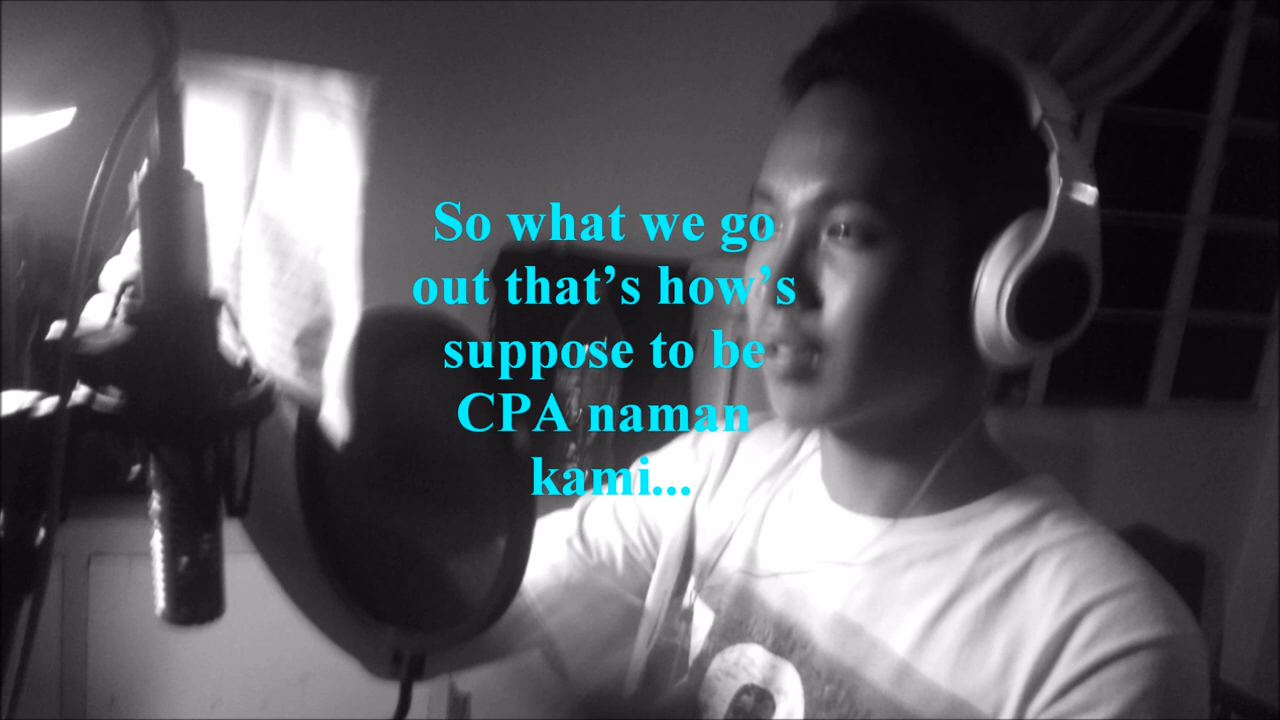 So what we go
out that’s how’s
suppose to be
CPA naman
kami...